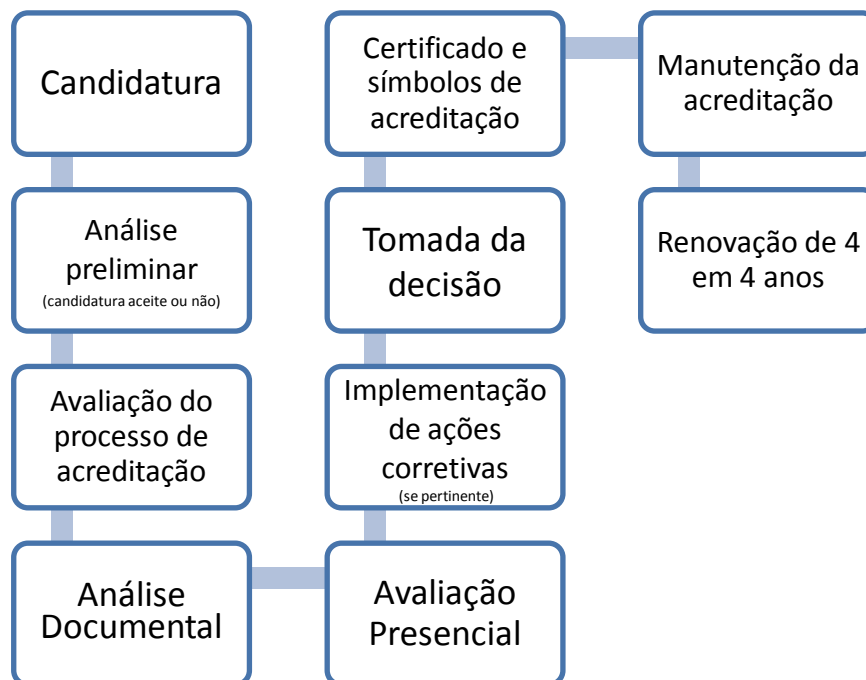 Candidatura
Análise
preliminar
(candidatura aceite ou não)
Avaliação do
processo de
acreditação
Análise
Documental
Avaliação
Presencial
Implementação
de ações
corretivas
(se pertinente)
Tomada da
decisão
Certificado e
símbolos de
acreditação
Manutenção da
acreditação
Renovação de 4
em 4 anos